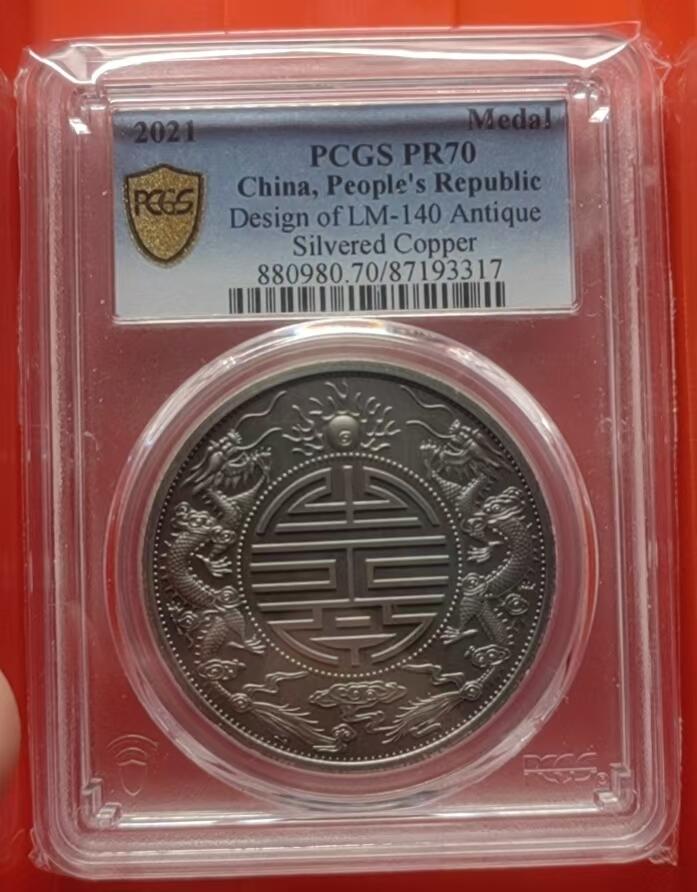 2021 Medal
PCGS PR70
China, People's Republic
PCGS
Design of LM-140 Antique
Silvered Copper
880980.70/87193317
PCGS